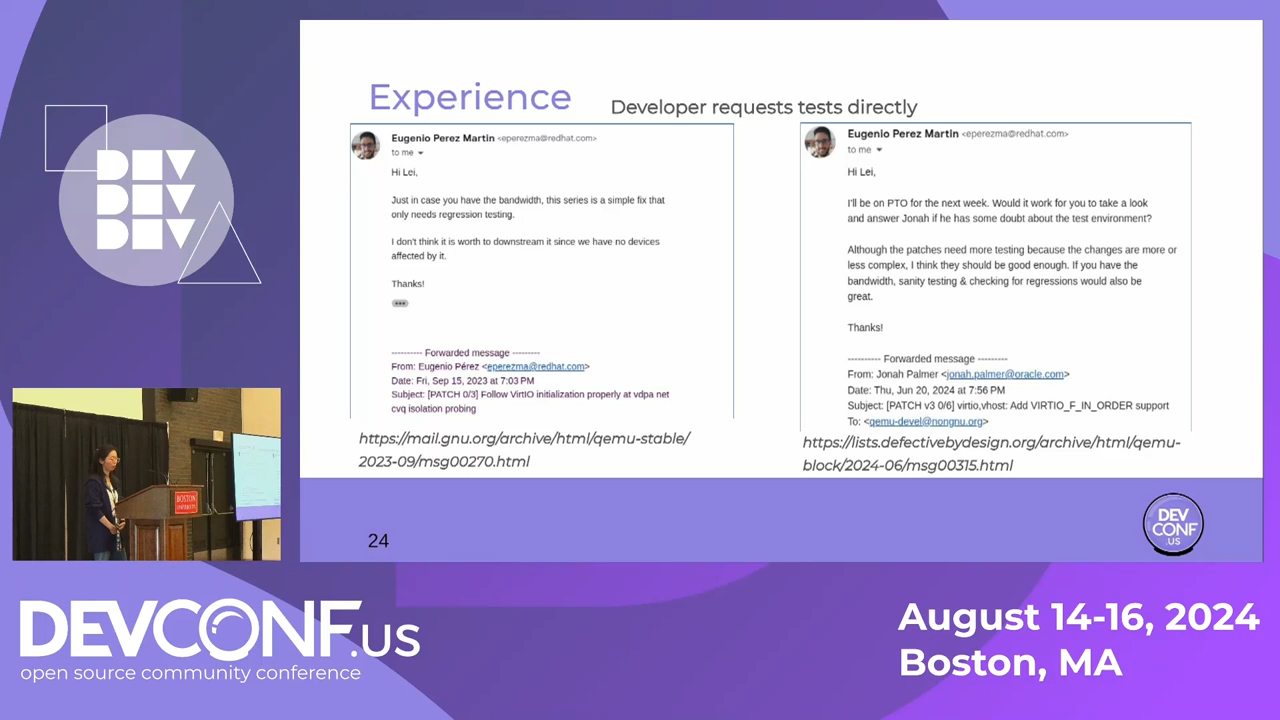 DEV
DEV
DEV
Experience
Developer requests tests directly
Eugenio Perez Martin <eperezma@redhat.com>
to me
Hi Lei,
Just in case you have the bandwidth, this series is a simple fix that
only needs regression testing.
I don't think it is worth to downstream it since we have no devices
affected by it.
Thanks!
---------- Forwarded message ---------
From: Eugenio Pérez <eperezma@redhat.com>
Date: Fri, Sep 15, 2023 at 7:03 PM
Subject: [PATCH 0/3] Follow VirtIO initialization properly at vdpa net
cvq isolation probing
https://mail.gnu.org/archive/html/qemu-stable/
2023-09/msg00270.html
Eugenio Perez Martin <eperezma@redhat.com>
to me
Hi Lei,
I'll be on PTO for the next week. Would it work for you to take a look
and answer Jonah if he has some doubt about the test environment?
Although the patches need more testing because the changes are more or
less complex, I think they should be good enough. If you have the
bandwidth, sanity testing & checking for regressions would also be
great.
Thanks!
---------- Forwarded message ---------
From: Jonah Palmer <jonah.palmer@oracle.com>
Date: Thu, Jun 20, 2024 at 7:56 PM
Subject: [PATCH v3 0/6] virtio,vhost: Add VIRTIO_F_IN_ORDER support
To: <qemu-devel@nongnu.org>
https://lists.defectivebydesign.org/archive/html/qemu-
block/2024-06/msg00315.html
24
DEV
CONF
.US
BOSTON
UNIVERSITY
DEVCONF.us
open source community conference
August 14-16, 2024
Boston, MA